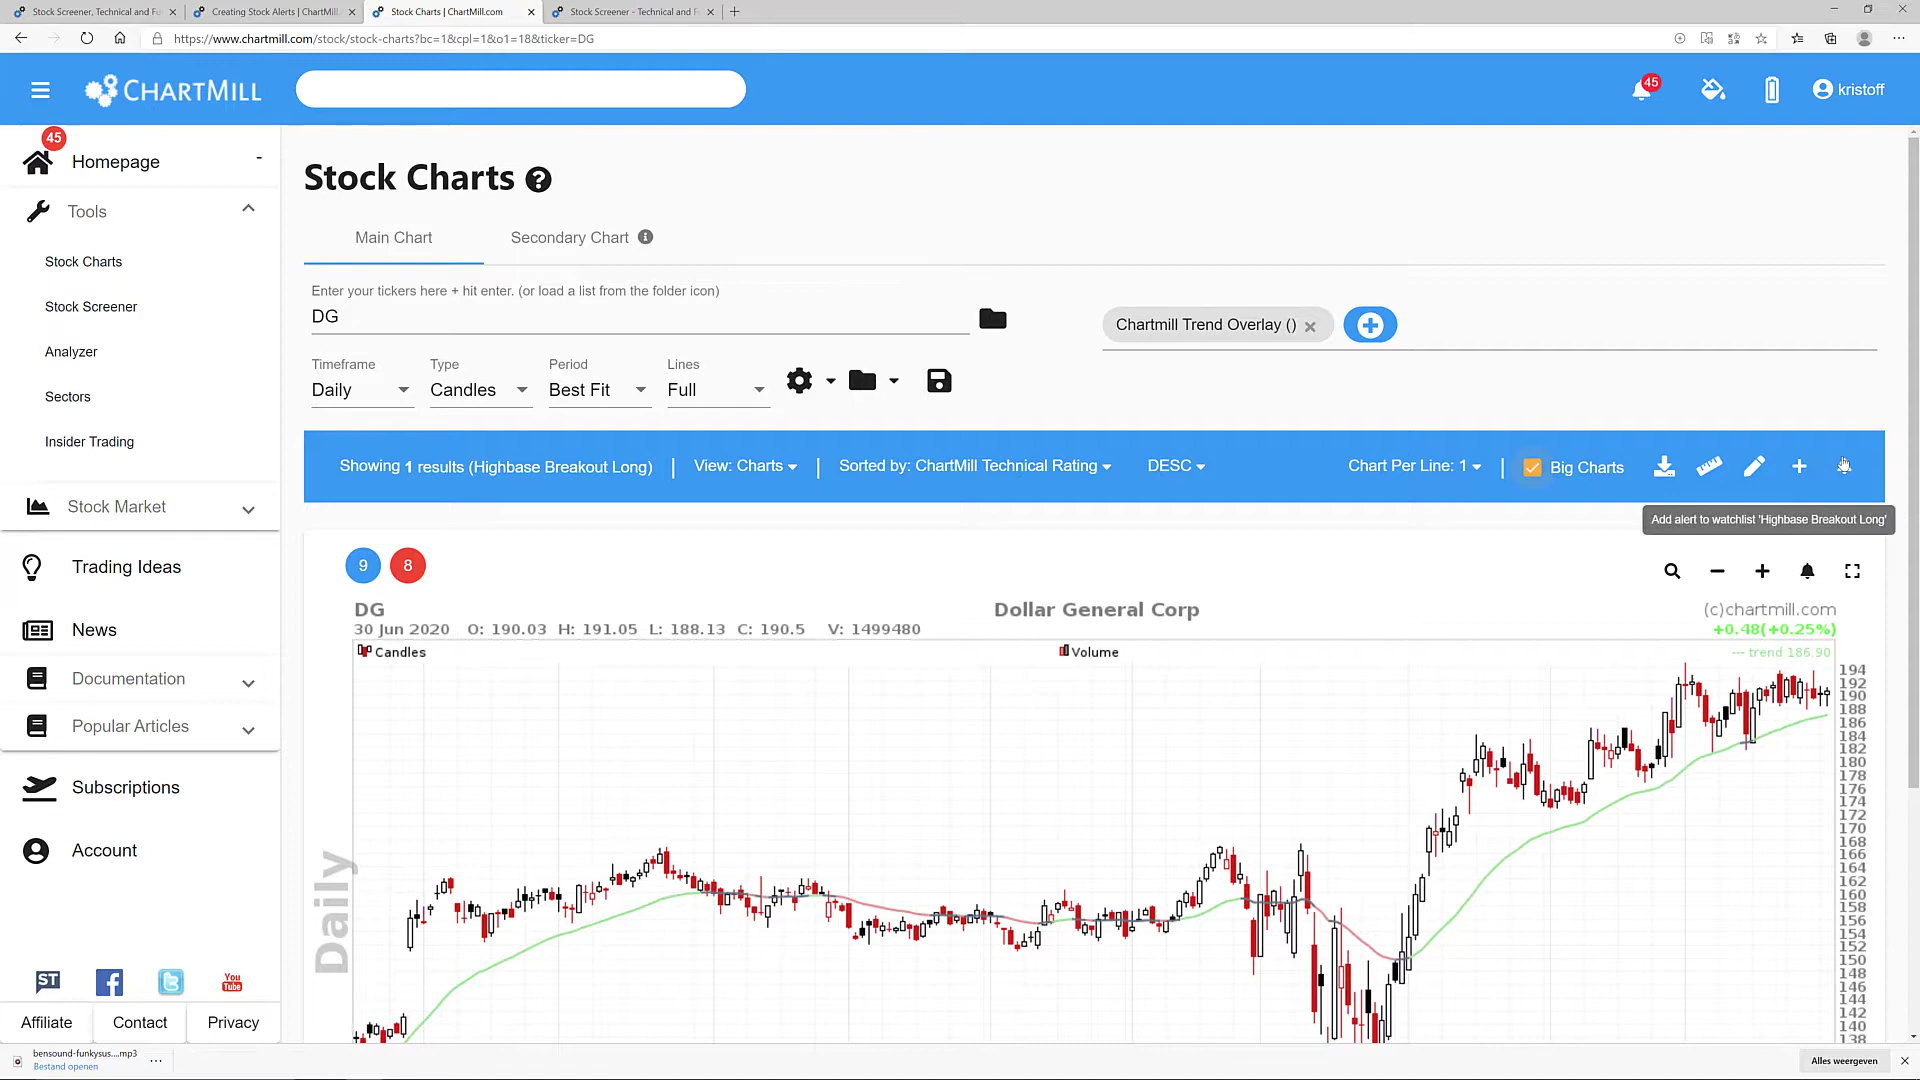 Stock Screener, Technical and Fu
Creating Stock Alerts | ChartMill.
Stock Charts | ChartMill.com
Stock Screener - Technical and F
https://www.chartmill.com/stock/stock-charts?bc=1&cpl=1&o1=18&ticker=DG
CHARTMILL
45
kristoff
45
Homepage
Tools
Stock Charts
Stock Screener
Analyzer
Sectors
Insider Trading
Stock Market
Trading Ideas
News
Documentation
Popular Articles
Subscriptions
Account
ST
You
Tube
Affiliate
Contact
Privacy
Stock Charts
Main Chart
Secondary Chart
Enter your tickers here + hit enter. (or load a list from the folder icon)
DG
Chartmill Trend Overlay ()
Timeframe
Type
Period
Lines
Daily
Candles
Best Fit
Full
Showing 1 results (Highbase Breakout Long)
View: Charts
Sorted by: ChartMill Technical Rating
DESC
Chart Per Line: 1
Big Charts
Add alert to watchlist 'Highbase Breakout Long'
9
8
DG
Dollar General Corp
(c)chartmill.com
30 Jun 2020 O: 190.03 H: 191.05 L: 188.13 C: 190.5 V: 1499480
+0.48(+0.25%)
Candles
Volume
--- trend 186.90
194
192
190
188
186
184
182
180
178
176
174
172
170
168
166
164
162
160
158
156
154
152
150
148
146
144
142
140
138
Daily
bensound-funkysus....mp3
Bestand openen
Alles weergeven